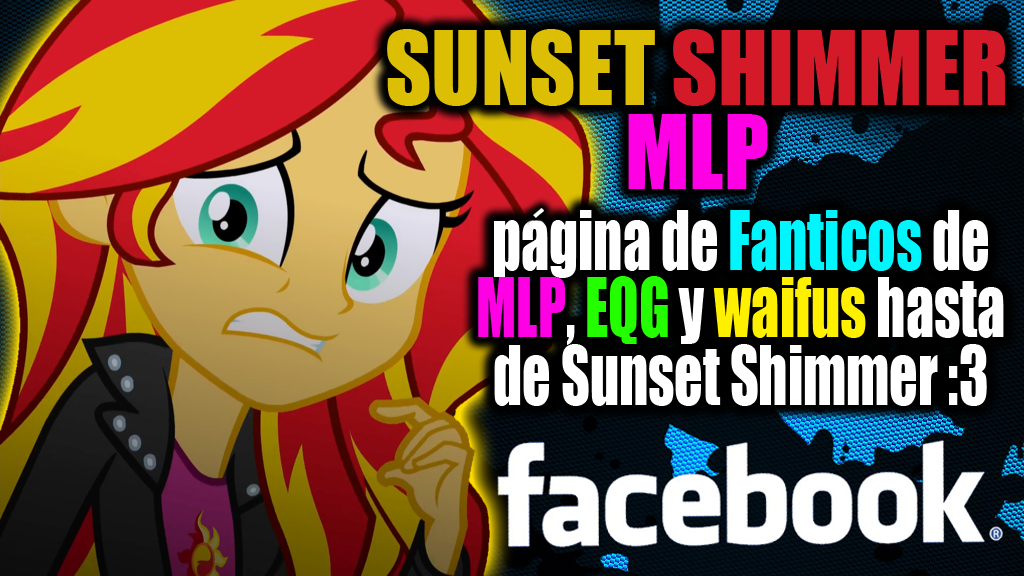 SUNSET SHIMMER
MLP
página de Fanticos de
MLP, EQG y waifus hasta
de Sunset Shimmer :3
facebook®